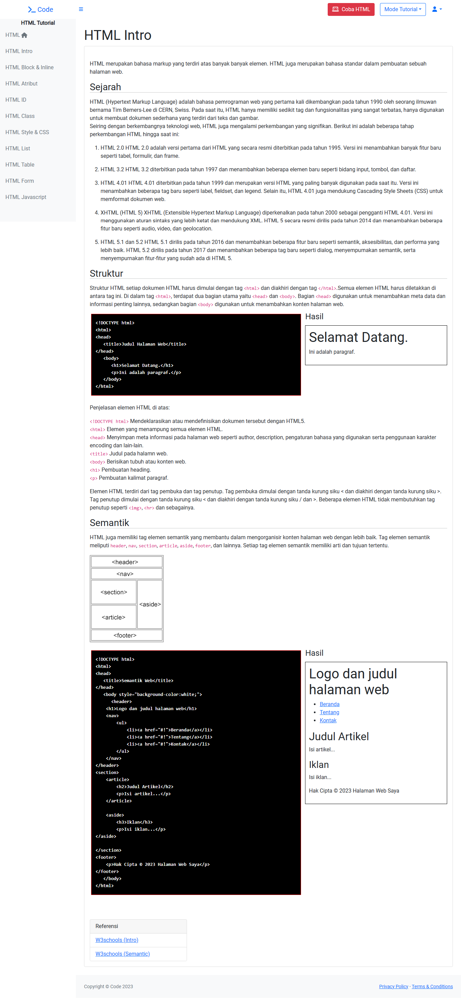 Code
Coba HTML
Mode Tutorial
HTML Tutorial
HTML
HTML Intro
HTML Block & Inline
HTML Atribut
HTML ID
HTML Class
HTML Style & CSS
HTML List
HTML Table
HTML Form
HTML Javascript
HTML Intro
HTML merupakan bahasa markup yang terdiri atas banyak banyak elemen. HTML juga merupakan bahasa standar dalam pembuatan sebuah
halaman web.
Sejarah
HTML (Hypertext Markup Language) adalah bahasa pemrograman web yang pertama kali dikembangkan pada tahun 1990 oleh seorang ilmuwan
bernama Tim Berners-Lee di CERN, Swiss. Pada saat itu, HTML hanya memiliki sedikit tag dan fungsionalitas yang sangat terbatas, hanya digunakan
untuk membuat dokumen sederhana yang terdiri dari teks dan gambar.
Seiring dengan berkembangnya teknologi web, HTML juga mengalami perkembangan yang signifikan. Berikut ini adalah beberapa tahap
perkembangan HTML hingga saat ini:
1. HTML 2.0 HTML 2.0 adalah versi pertama dari HTML yang secara resmi diterbitkan pada tahun 1995. Versi ini menambahkan banyak fitur baru
seperti tabel, formulir, dan frame.
2. HTML 3.2 HTML 3.2 diterbitkan pada tahun 1997 dan menambahkan beberapa elemen baru seperti bidang input, tombol, dan daftar.
3. HTML 4.01 HTML 4.01 diterbitkan pada tahun 1999 dan merupakan versi HTML yang paling banyak digunakan pada saat itu. Versi ini
menambahkan beberapa tag baru seperti label, fieldset, dan legend. Selain itu, HTML 4.01 juga mendukung Cascading Style Sheets (CSS) untuk
memformat dokumen web.
4. XHTML (HTML 5) XHTML (Extensible Hypertext Markup Language) diperkenalkan pada tahun 2000 sebagai pengganti HTML 4.01. Versi ini
menggunakan aturan sintaks yang lebih ketat dan mendukung XML. HTML 5 secara resmi dirilis pada tahun 2014 dan menambahkan beberapa
fitur baru seperti audio, video, dan geolocation.
5. HTML 5.1 dan 5.2 HTML 5.1 dirilis pada tahun 2016 dan menambahkan beberapa fitur baru seperti semantik, aksesibilitas, dan performa yang
lebih baik. HTML 5.2 dirilis pada tahun 2017 dan menambahkan beberapa tag baru seperti dialog, menyempurnakan semantik, serta
menyempurnakan fitur-fitur yang sudah ada di HTML 5.
Struktur
Struktur HTML setiap dokumen HTML harus dimulai dengan tag <html> dan diakhiri dengan tag </html>.Semua elemen HTML harus diletakkan di
antara tag ini. Di dalam tag <html>, terdapat dua bagian utama yaitu <head> dan <body>. Bagian <head> digunakan untuk menambahkan meta data dan
informasi penting lainnya, sedangkan bagian <body> digunakan untuk menambahkan konten halaman web.
<!DOCTYPE html>
<html>
<head>
<title>Judul Halaman Web</title>
</head>
<body>
<h1>Selamat Datang.</h1>
<p>Ini adalah paragraf.</p>
</body>
</html>
Hasil
Selamat Datang.
Ini adalah paragraf.
Penjelasan elemen HTML di atas:
<!DOCTYPE html> Mendeklarasikan atau mendefinisikan dokumen tersebut dengan HTML5.
<html> Elemen yang menampung semua elemen HTML.
<head> Menyimpan meta informasi pada halaman web seperti author, description, pengaturan bahasa yang digunakan serta penggunaan karakter
encoding dan lain-lain.
<title> Judul pada halamn web.
<body> Berisikan tubuh atau konten web.
<h1> Pembuatan heading.
<p> Pembuatan kalimat paragraf.
Elemen HTML terdiri dari tag pembuka dan tag penutup. Tag pembuka dimulai dengan tanda kurung siku < dan diakhiri dengan tanda kurung siku >.
Tag penutup dimulai dengan tanda kurung siku < dan diakhiri dengan tanda kurung siku / dan >. Beberapa elemen HTML tidak membutuhkan tag
penutup seperti <img>, <hr> dan sebagainya.
Semantik
HTML juga memiliki tag elemen semantik yang membantu dalam mengorganisir konten halaman web dengan lebih baik. Tag elemen semantik
meliputi header, nav, section, article, aside, footer, dan lainnya. Setiap tag elemen semantik memiliki arti dan tujuan tertentu.
<header>
<nav>
<section>
<aside>
<article>
<footer>
<!DOCTYPE html>
<html>
<head>
<title>Semantik Web</title>
</head>
<body style="background-color:white;">
<header>
<h1>Logo dan judul halaman web</h1>
<nav>
<ul>
<li><a href="#!">Beranda</a></li>
<li><a href="#!">Tentang</a></li>
<li><a href="#!">Kontak</a></li>
</ul>
</nav>
</header>
<section>
<article>
<h2>Judul Artikel</h2>
<p>Isi artikel...</p>
</article>
<aside>
<h3>Iklan</h3>
<p>Isi iklan...</p>
</aside>
</section>
<footer>
<p>Hak Cipta © 2023 Halaman Web Saya</p>
</footer>
</body>
</html>
Hasil
Logo dan judul
halaman web
• Beranda
• Tentang
• Kontak
Judul Artikel
Isi artikel...
Iklan
Isi iklan...
Hak Cipta © 2023 Halaman Web Saya
Referensi
W3schools (Intro)
W3schools (Semantic)
Copyright © Code 2023
Privacy Policy · Terms & Conditions